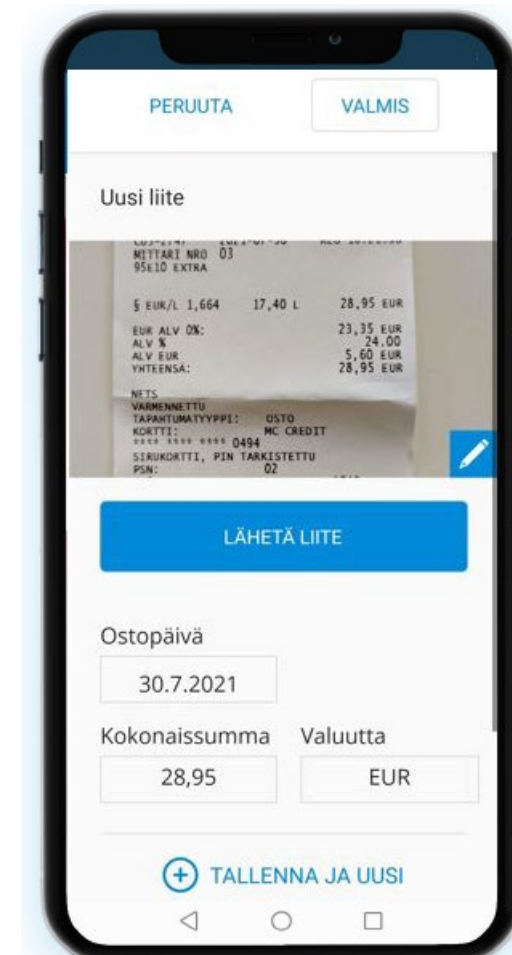 PERUUTA VALMIS
Uusi liite
MITTARI NRO 03
95E10 EXTRA
§ EUR/L 1,664 17,40 L 28,95 EUR
EUR ALV 0%: 23,35 EUR
ALV % 24.00
ALV EUR 5,60 EUR
YHTEENSA: 28,95 EUR
NETS
VARMENNETTU
TAPAHTUMATYYPPI: OSTO
KORTTI: MC CREDIT
**** **** **** 0494
SIRUKORTTI, PIN TARKISTETTU
PSN: 02
LÄHETÄ LIITE
Ostopäivä
30.7.2021
Kokonaissumma Valuutta
28,95 EUR
TALLENNA JA UUSI